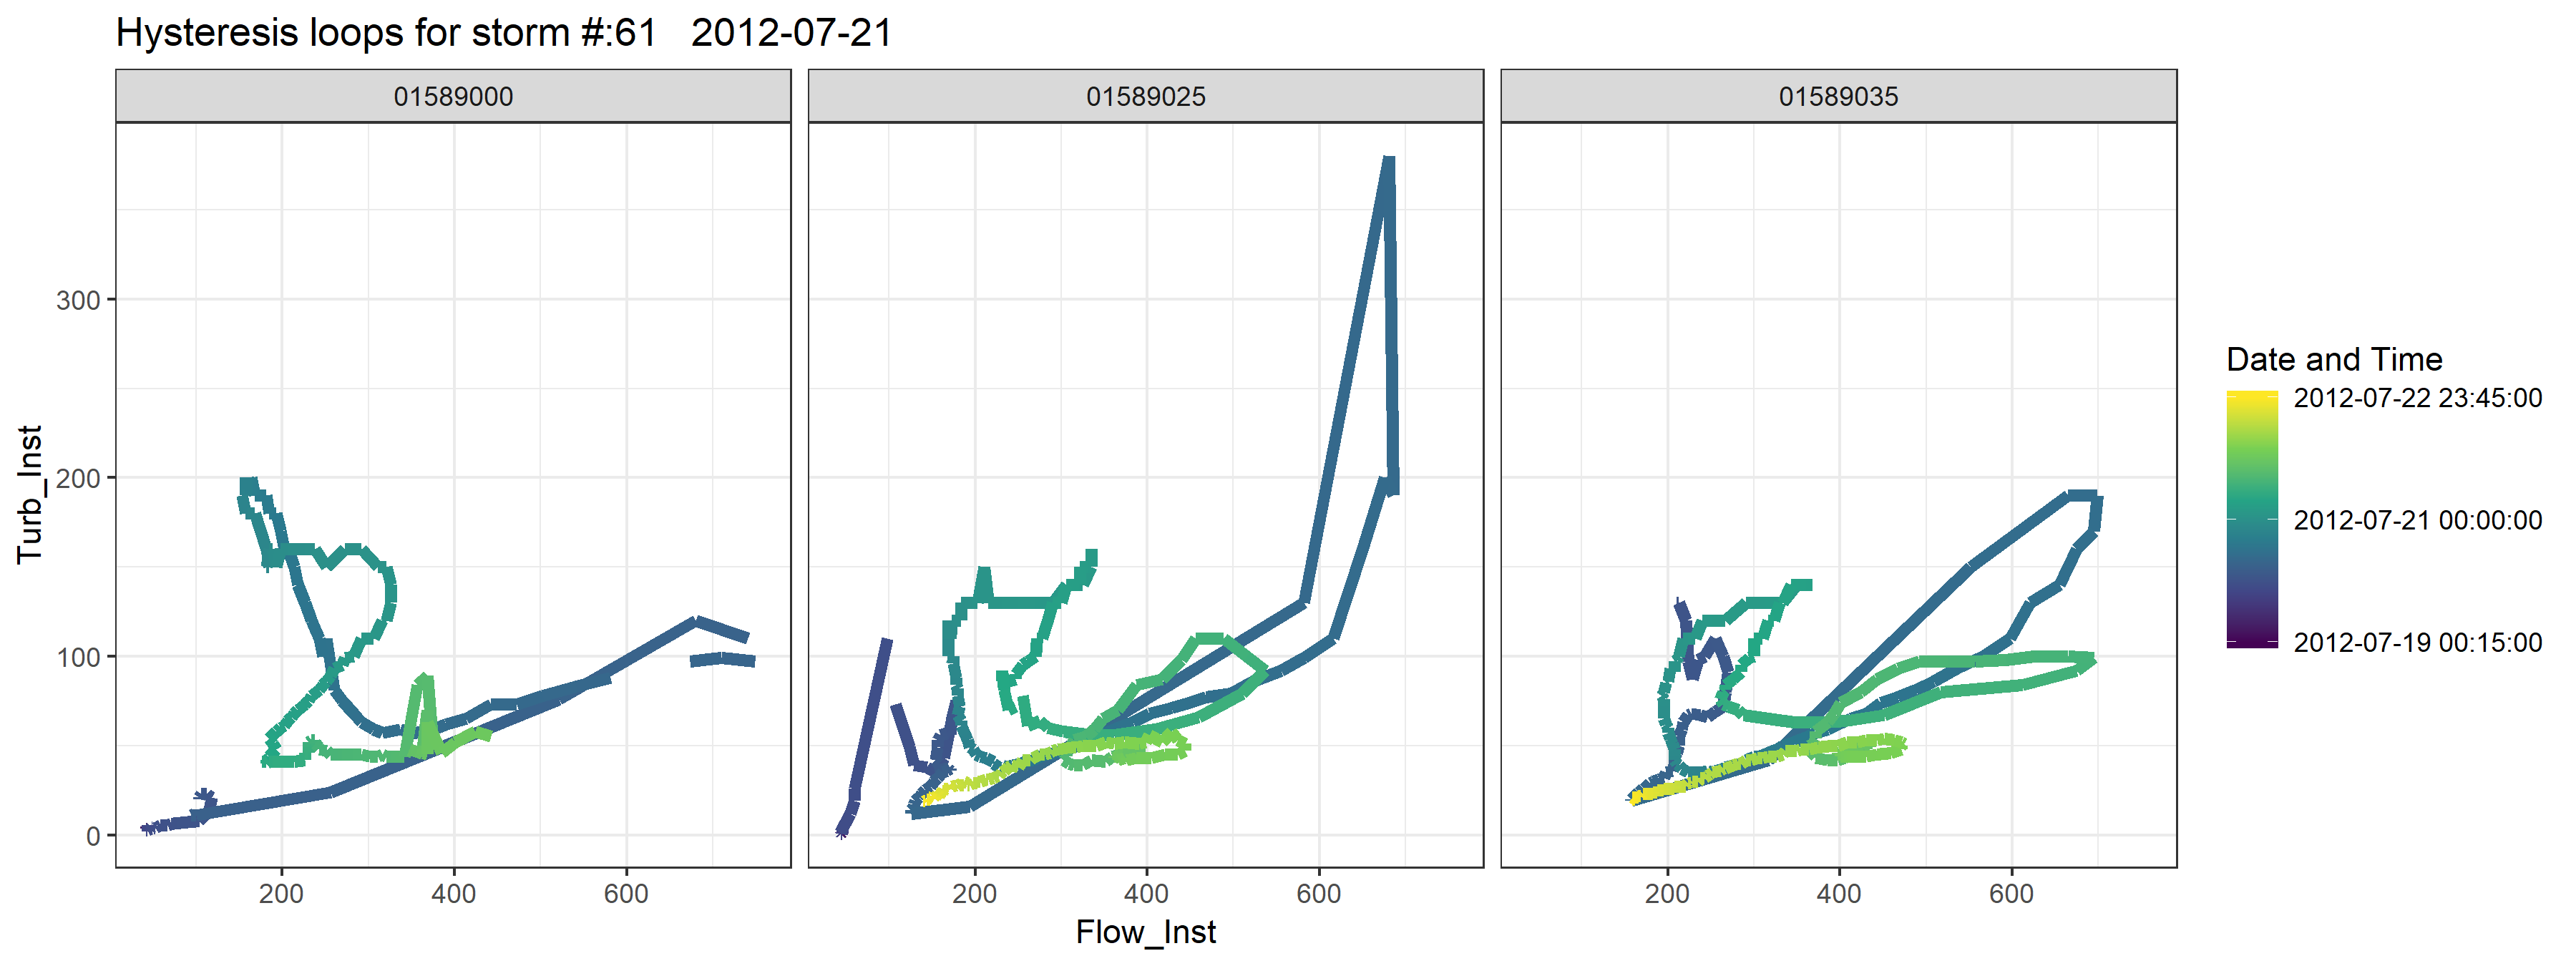 Hysteresis loops for storm #:61   2012-07-21
01589000
01589025
01589035
Turb_Inst
300
200
100
0
200 400 600
200 400 600
200 400 600
Flow_Inst
Date and Time
2012-07-22 23:45:00
2012-07-21 00:00:00
2012-07-19 00:15:00